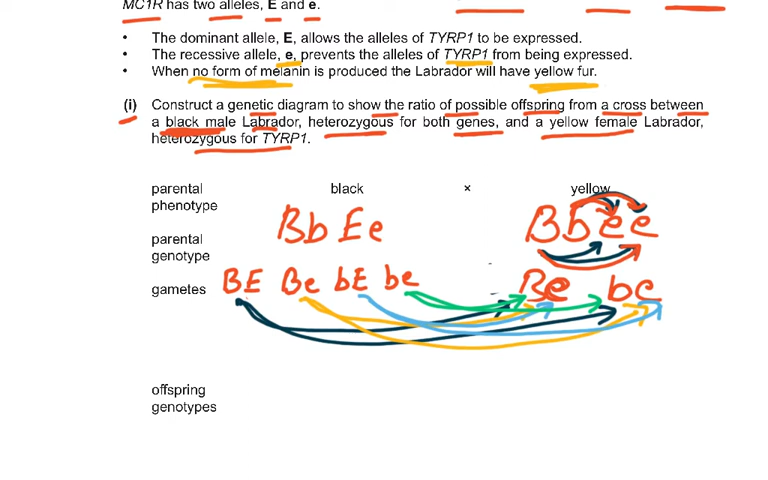 MC1R has two alleles, E and e.
• The dominant allele, E, allows the alleles of TYRP1 to be expressed.
• The recessive allele, e, prevents the alleles of TYRP1 from being expressed.
• When no form of melanin is produced the Labrador will have yellow fur.
(i) Construct a genetic diagram to show the ratio of possible offspring from a cross between
a black male Labrador, heterozygous for both genes, and a yellow female Labrador,
heterozygous for TYRP1.
parental phenotype black × yellow
parental genotype Bb Ee Bb ee
gametes BE Be bE be Be be
offspring
genotypes